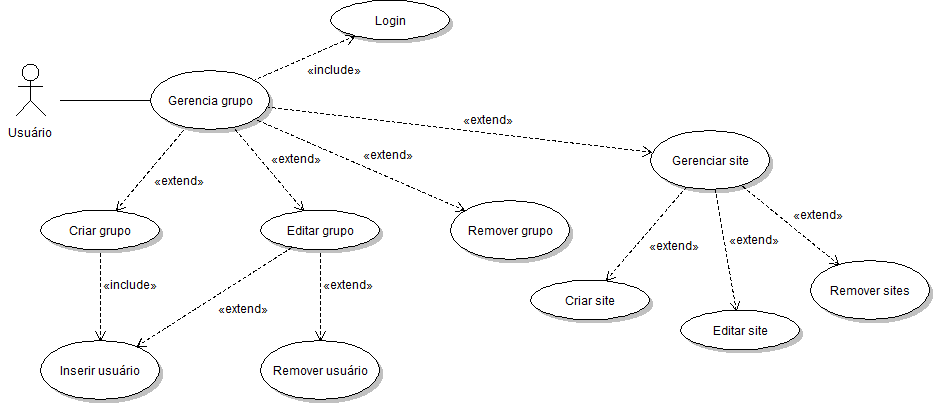 Login
«include»
Usuário
Gerencia grupo
«extend»
Gerenciar site
«extend»
«extend»
«extend»
Criar grupo
Editar grupo
Remover grupo
«extend»
«extend»
«extend»
«include»
«extend»
«extend»
Criar site
Editar site
Remover sites
Inserir usuário
Remover usuário